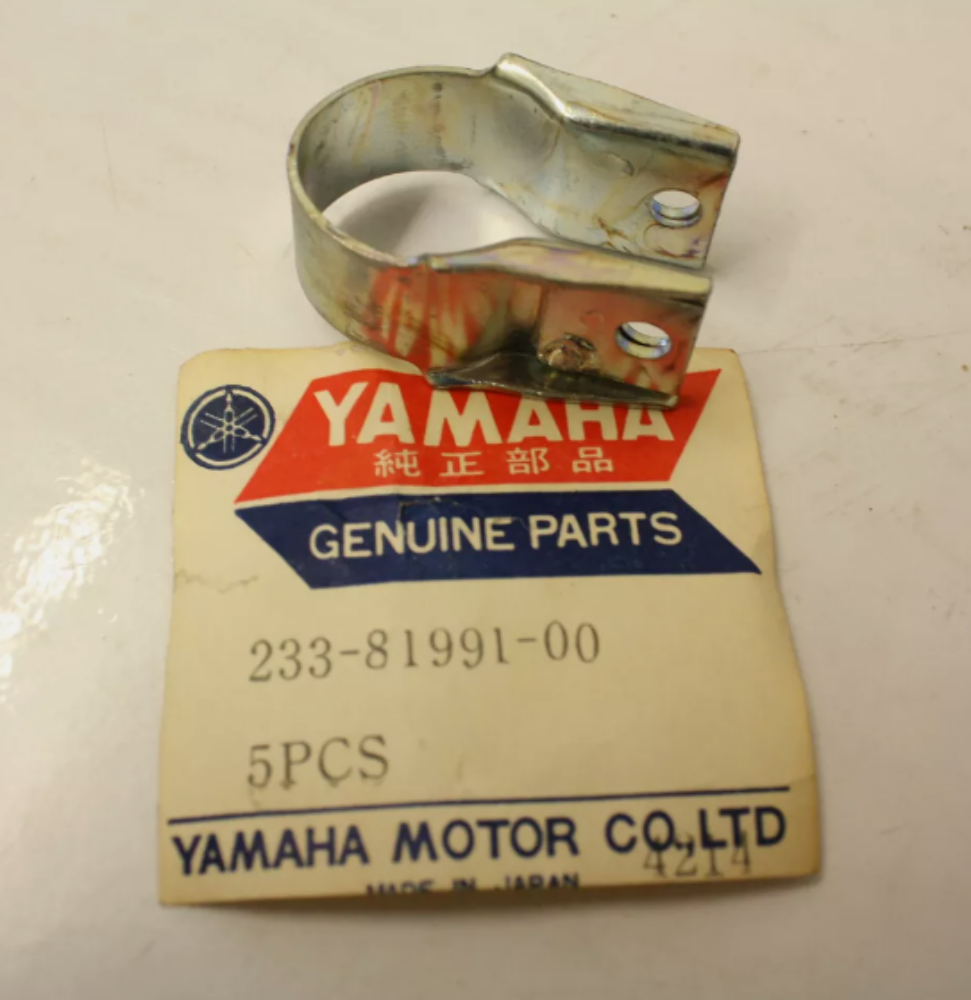 YAMAHA
純正部品
GENUINE PARTS
233-81991-00
5PCS
YAMAHA MOTOR CO.,LTD
4214
MADE IN JAPAN